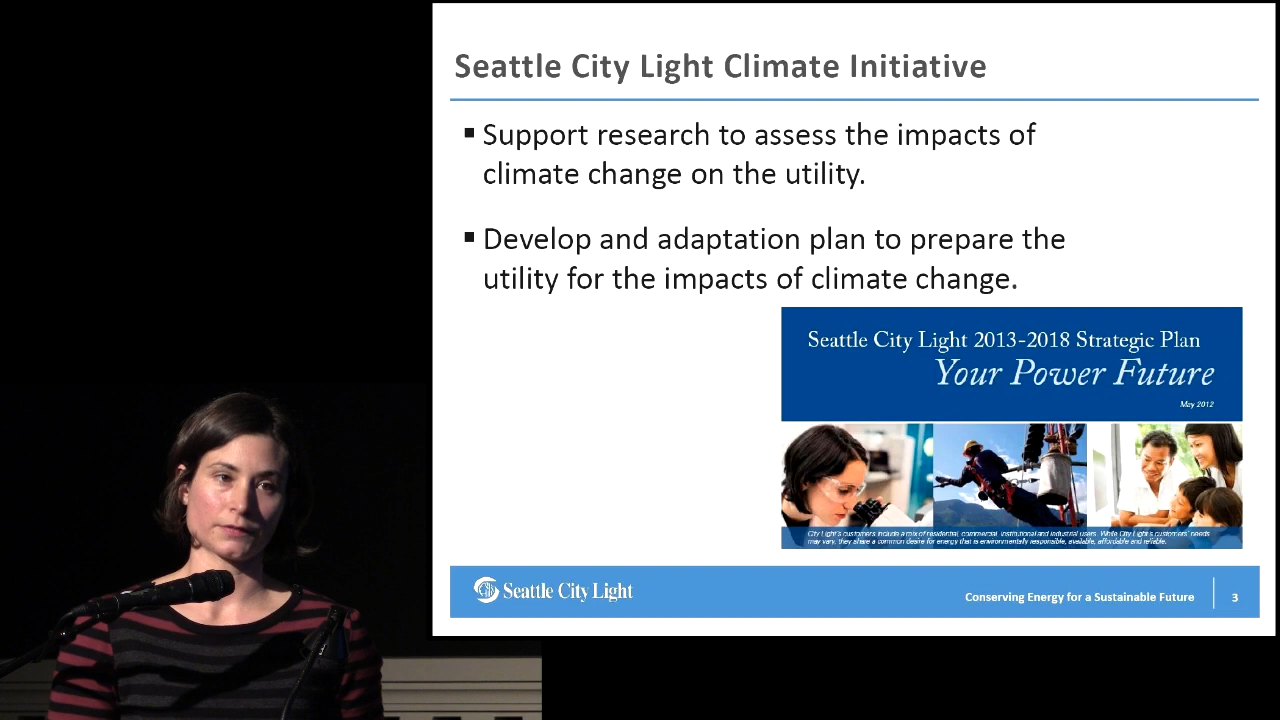 Seattle City Light Climate Initiative
▪ Support research to assess the impacts of
climate change on the utility.
▪ Develop and adaptation plan to prepare the
utility for the impacts of climate change.
Seattle City Light 2013-2018 Strategic Plan
Your Power Future
May 2012
City Light's customers include a mix of residential, commercial, institutional and industrial users. While City Light's customers' needs
may vary, they share a common desire for energy that is environmentally responsible, available, affordable and reliable.
Seattle City Light
Conserving Energy for a Sustainable Future
3